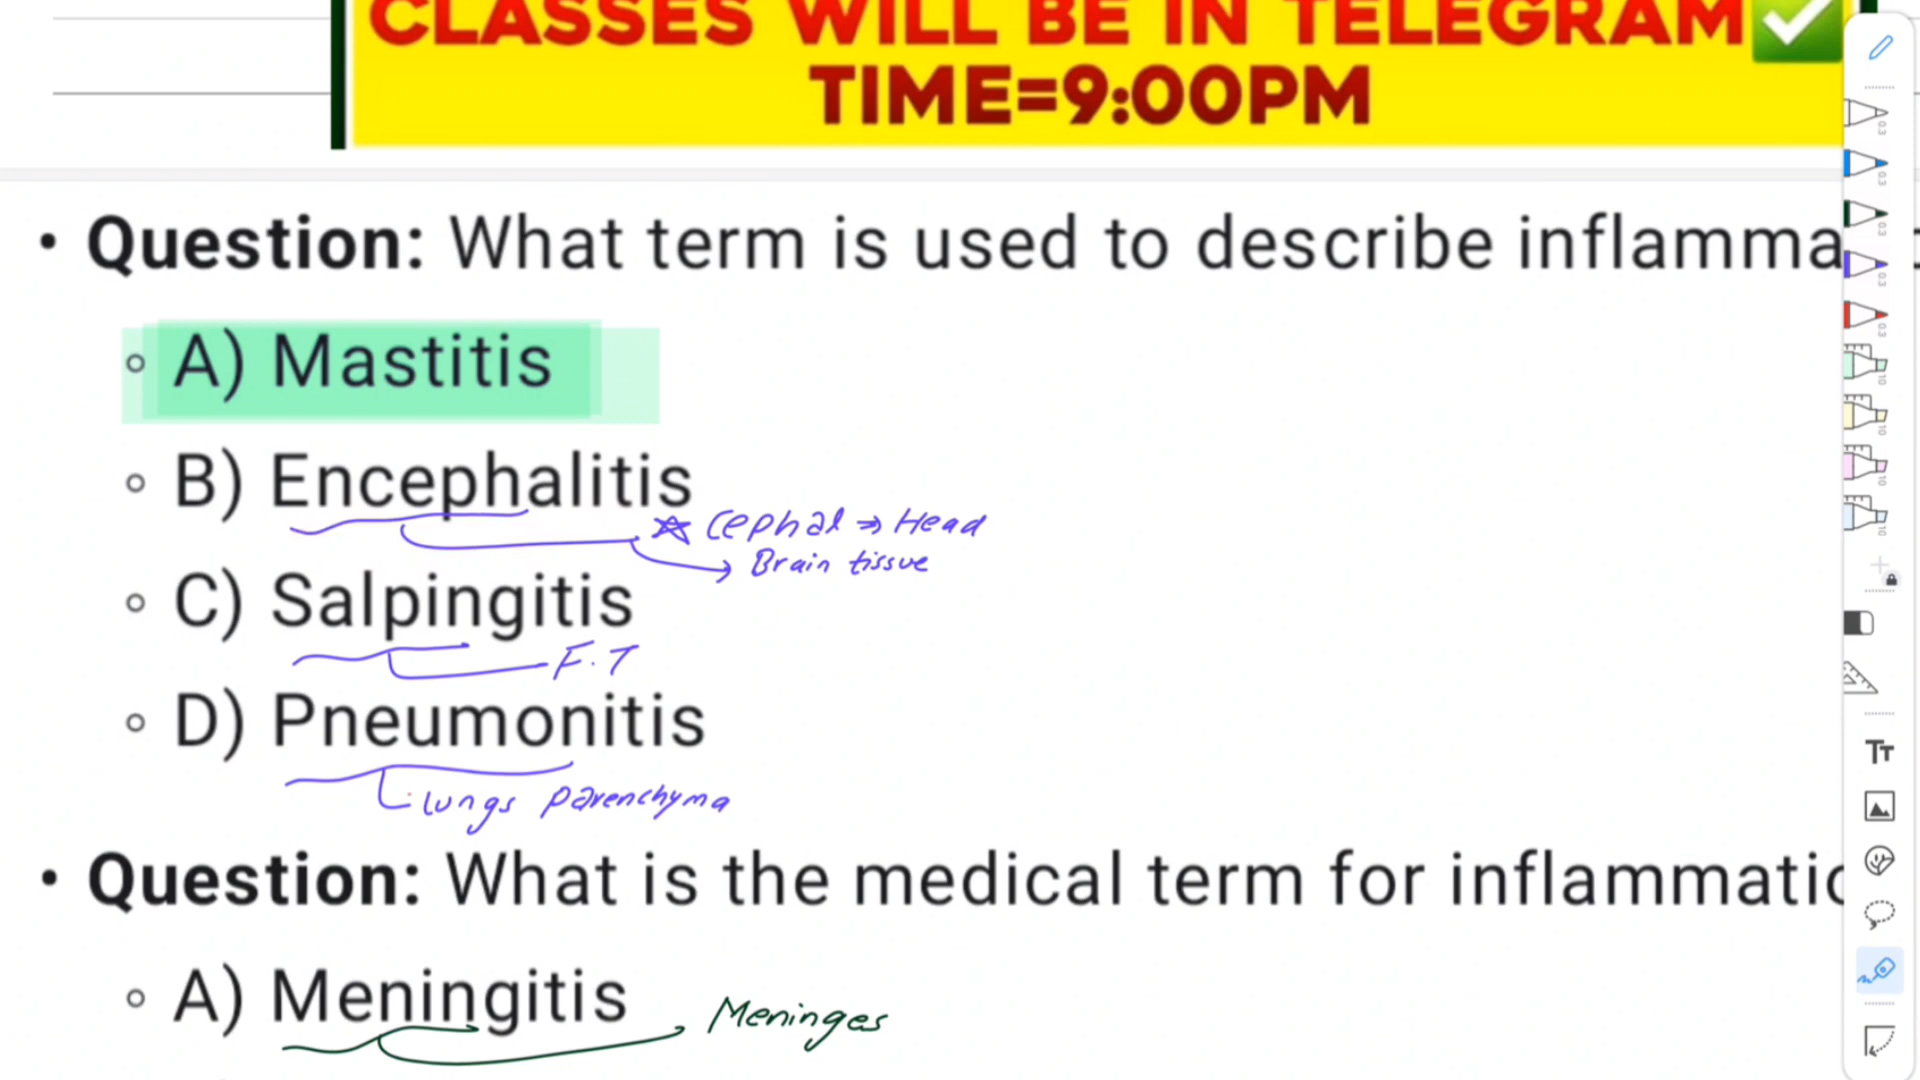 CLASSES WILL BE IN TELEGRAM✅
TIME=9:00PM
• Question: What term is used to describe inflamma
A) Mastitis
B) Encephalitis
☆ Cephal ⇒ Head
→ Brain tissue
C) Salpingitis
F.T
D) Pneumonitis
lungs parenchyma
• Question: What is the medical term for inflammatio
A) Meningitis
Meninges